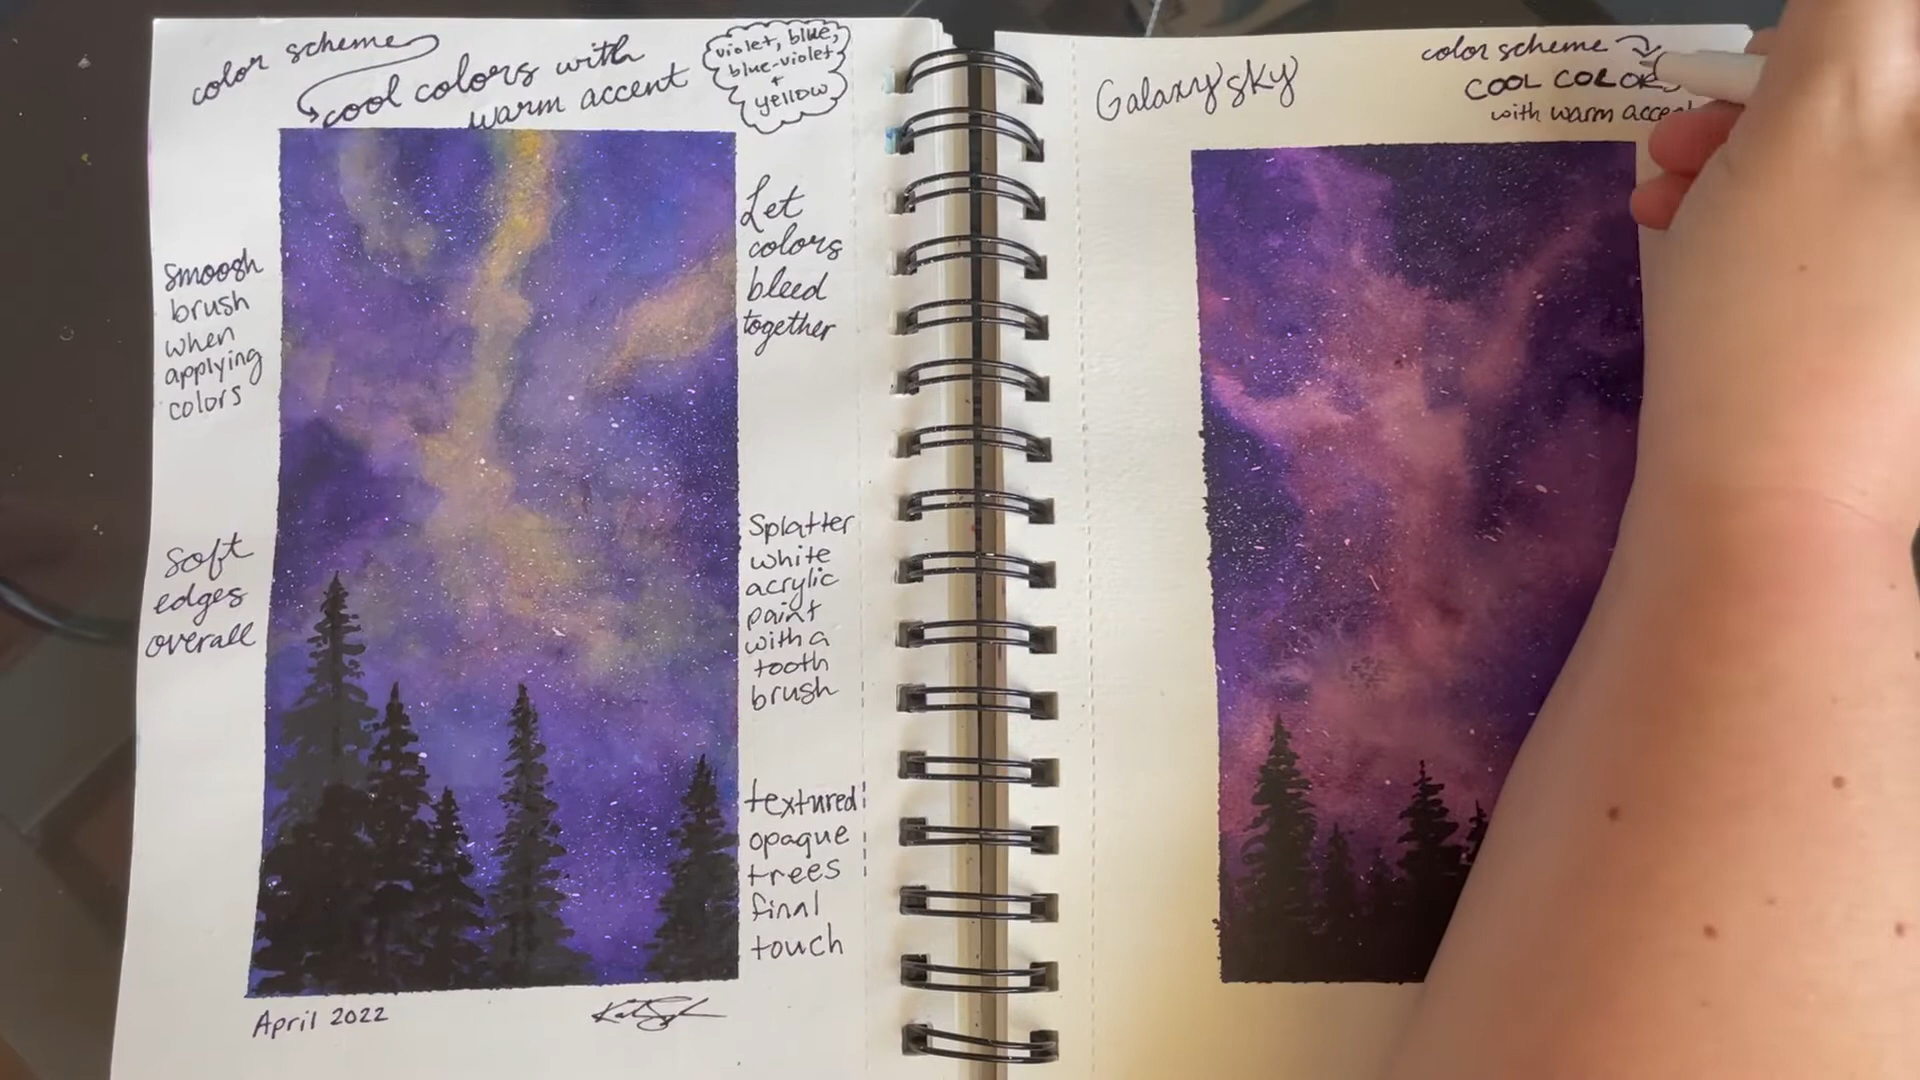 color scheme
cool colors with
warm accent
violet, blue,
blue-violet
+
yellow
Smoosh
brush
when
applying
colors
Soft
edges
overall
Let
colors
bleed
together
Splatter
white
acrylic
paint
with a
tooth
brush
textured
opaque
trees
final
touch
April 2022
Galaxy sky
color scheme
COOL COLORS
with warm accent